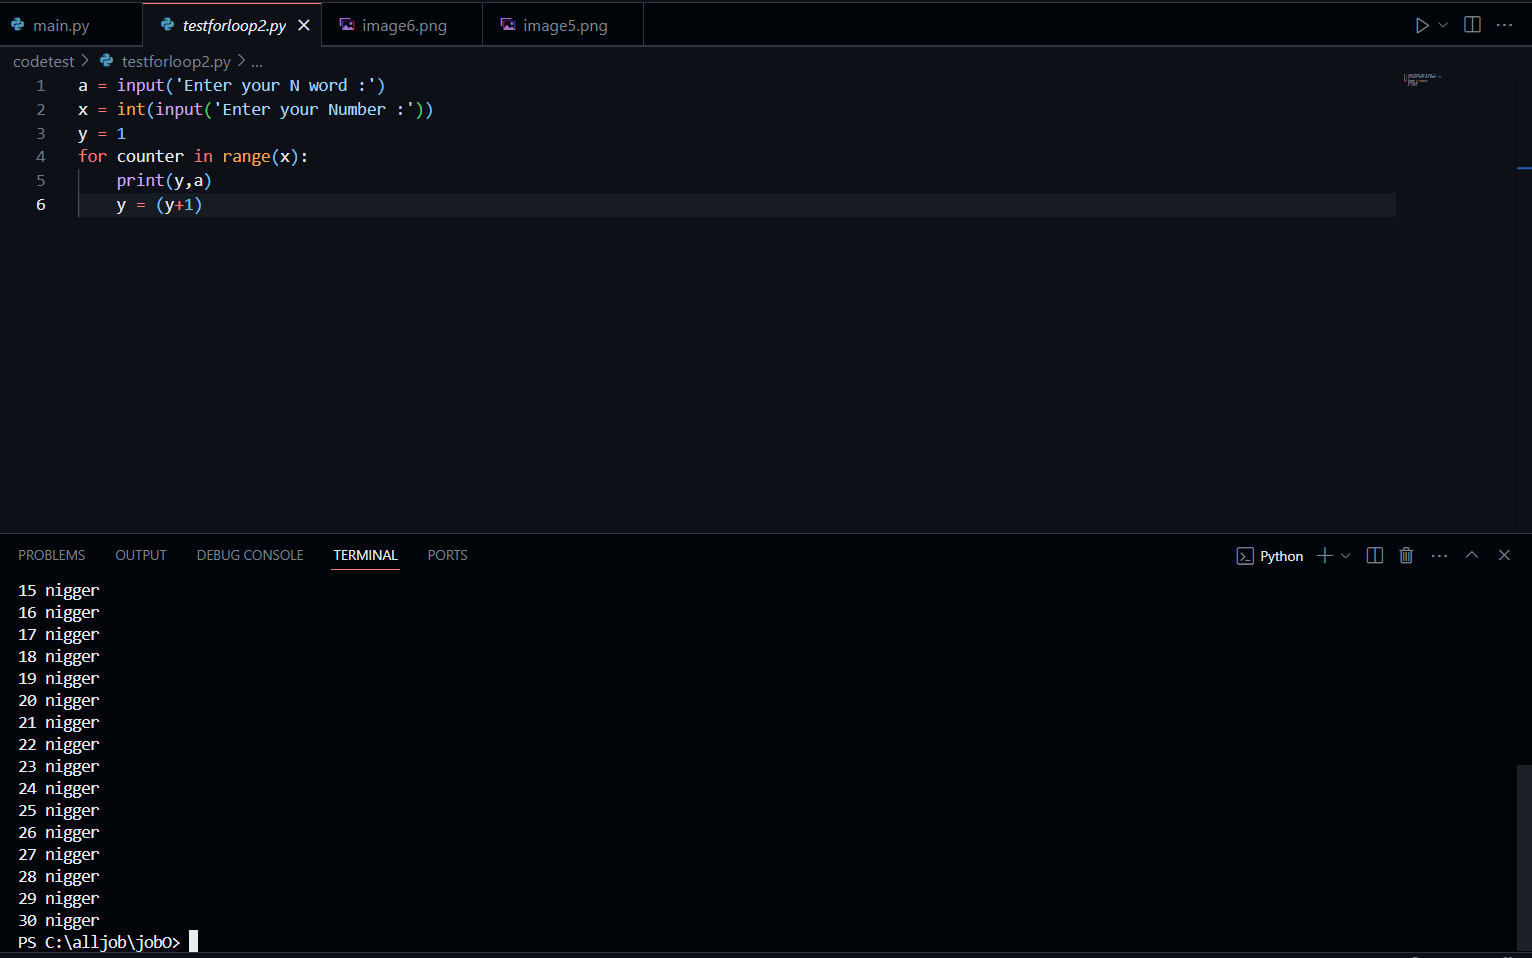 main.py testforloop2.py image6.png image5.png
codetest > testforloop2.py > ...
1 a = input('Enter your N word :')
2 x = int(input('Enter your Number :'))
3 y = 1
4 for counter in range(x):
5 print(y,a)
6 y = (y+1)
PROBLEMS OUTPUT DEBUG CONSOLE TERMINAL PORTS Python
15 nigger
16 nigger
17 nigger
18 nigger
19 nigger
20 nigger
21 nigger
22 nigger
23 nigger
24 nigger
25 nigger
26 nigger
27 nigger
28 nigger
29 nigger
30 nigger
PS C:\alljob\jobO>